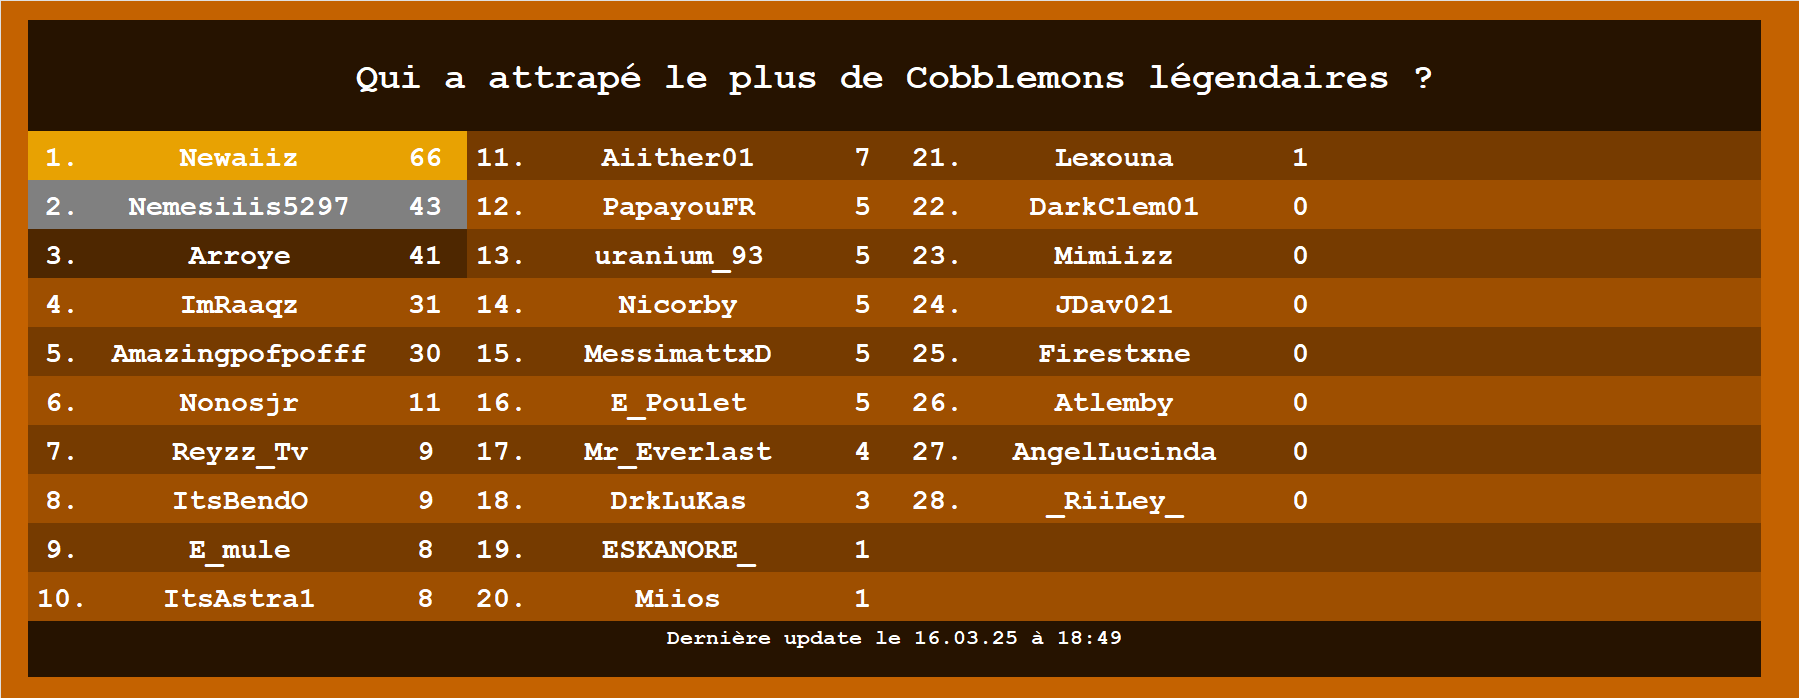 Qui a attrapé le plus de Cobblemons légendaires ?
1. Newaiiz 66 11. Aiither01 7 21. Lexouna 1
2. Nemesiiis5297 43 12. PapayouFR 5 22. DarkClem01 0
3. Arroye 41 13. uranium_93 5 23. Mimiizz 0
4. ImRaaqz 31 14. Nicorby 5 24. JDav021 0
5. Amazingpofpofff 30 15. MessimattxD 5 25. Firestxne 0
6. Nonosjr 11 16. E_Poulet 5 26. Atlemby 0
7. Reyzz_Tv 9 17. Mr_Everlast 4 27. AngelLucinda 0
8. ItsBendO 9 18. DrkLuKas 3 28. _RiiLey_ 0
9. E_mule 8 19. ESKANORE_ 1
10. ItsAstra1 8 20. Miios 1
Dernière update le 16.03.25 à 18:49